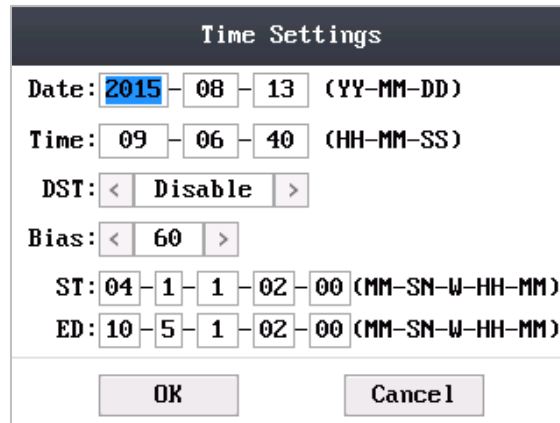 Time Settings
Date: 2015 - 08 - 13 (YY-MM-DD)
Time: 09 - 06 - 40 (HH-MM-SS)
DST: < Disable >
Bias: < 60 >
ST: 04 - 1 - 1 - 02 - 00 (MM-SN-W-HH-MM)
ED: 10 - 5 - 1 - 02 - 00 (MM-SN-W-HH-MM)
OK Cancel